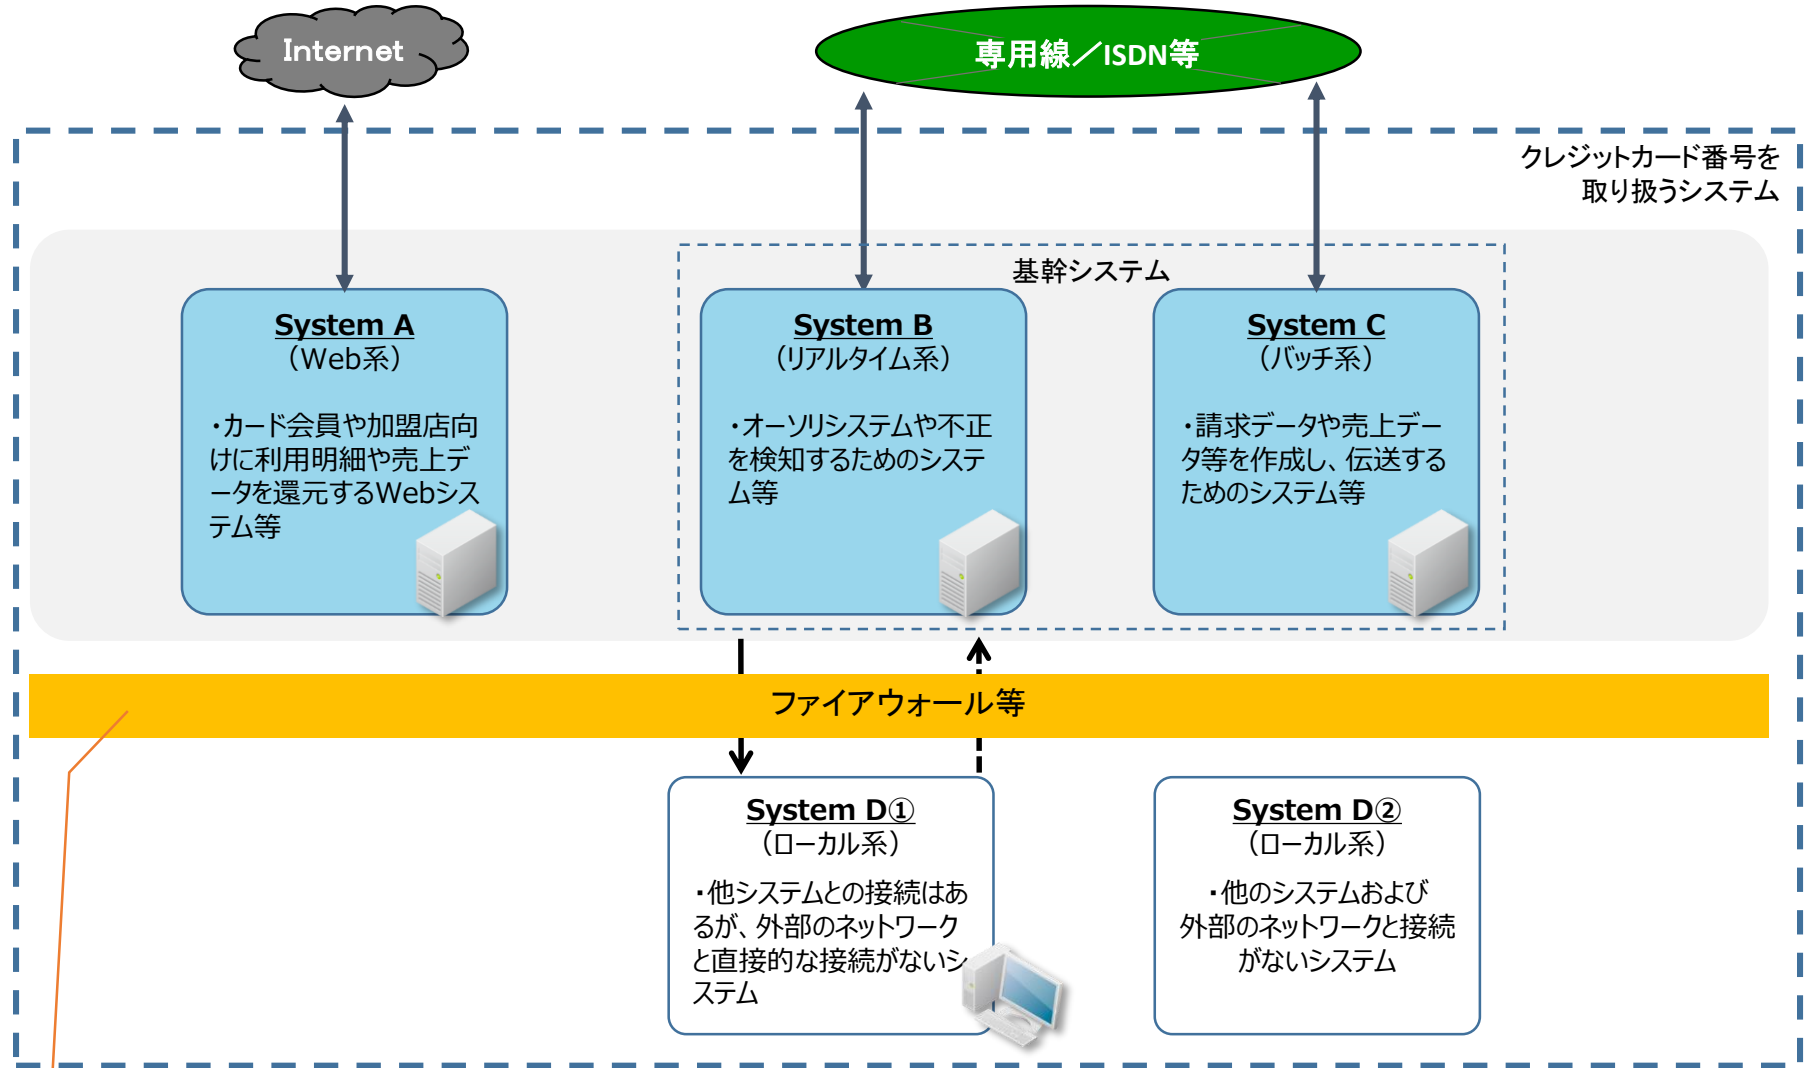 Internet
専用線／ISDN等
クレジットカード番号を
取り扱うシステム
基幹システム
System A
（Web系）
・カード会員や加盟店向
けに利用明細や売上デ
ータを還元するWebシス
テム等
System B
（リアルタイム系）
・オーソリシステムや不正
を検知するためのシステ
ム等
System C
（バッチ系）
・請求データや売上デー
タ等を作成し、伝送する
ためのシステム等
ファイアウォール等
System D①
（ローカル系）
・他システムとの接続はあ
るが、外部のネットワーク
と直接的な接続がないシ
ステム
System D②
（ローカル系）
・他のシステムおよび
外部のネットワークと接続
がないシステム